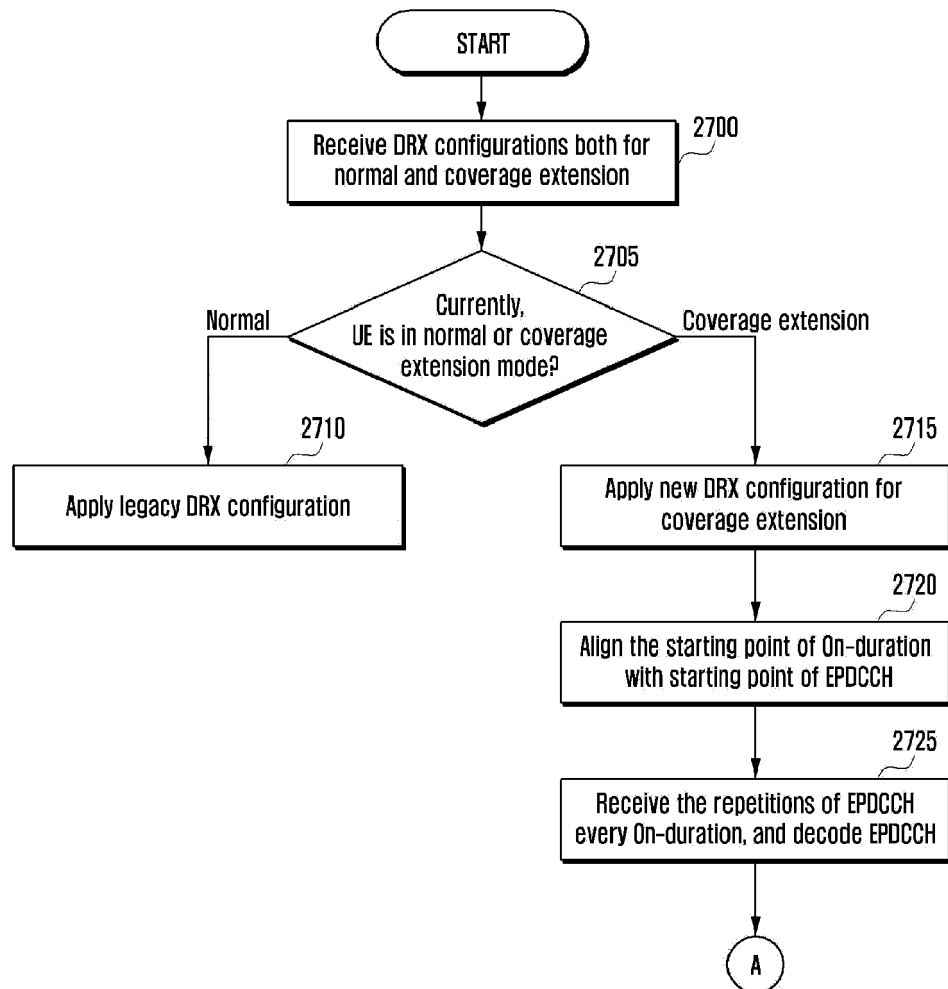 START
2700
Receive DRX configurations both for
normal and coverage extension
2705
Currently,
UE is in normal or coverage
extension mode?
Normal
Coverage extension
2710
Apply legacy DRX configuration
2715
Apply new DRX configuration for
coverage extension
2720
Align the starting point of On-duration
with starting point of EPDCCH
2725
Receive the repetitions of EPDCCH
every On-duration, and decode EPDCCH
A